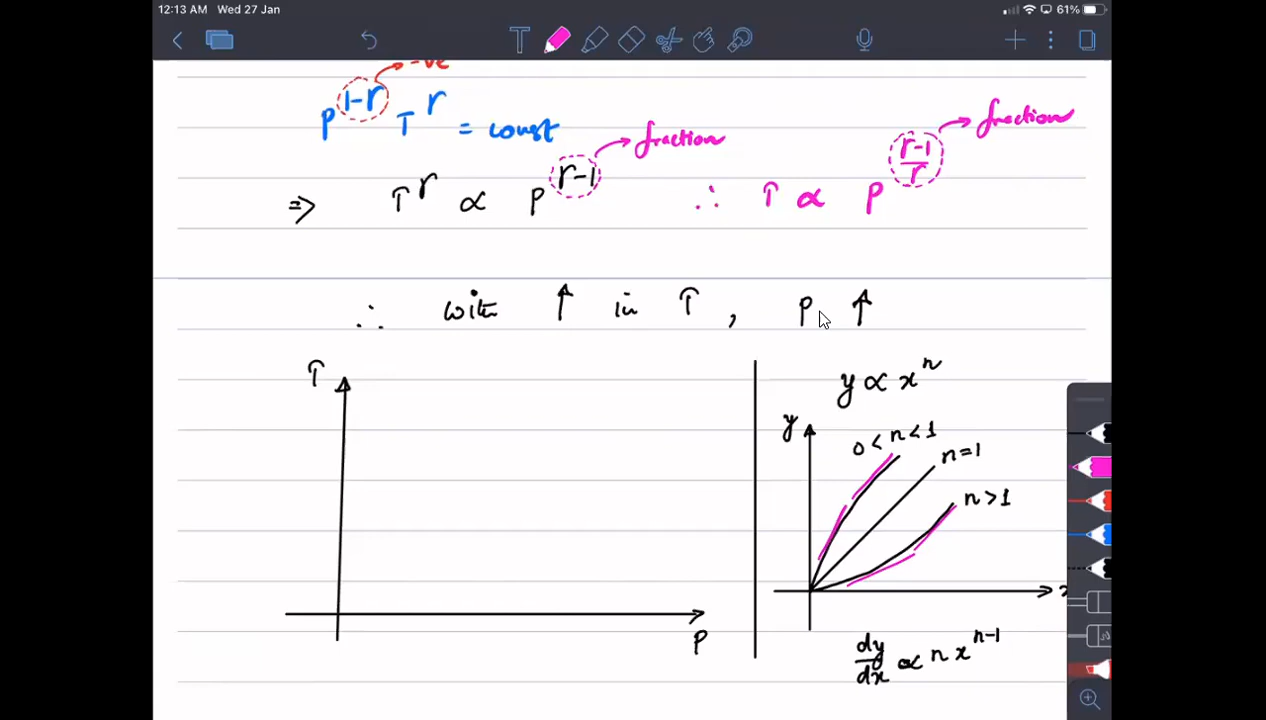 12:13 AM Wed 27 Jan
61%
-ve
P^(1-r) T^r = const
⇒ T^r ∝ P^(r-1) → fraction ∴ T ∝ P^((r-1)/r) → fraction
∴ with ↑ in T, P ↑
T
P
y ∝ x^n
y
0 < n < 1
n = 1
n > 1
dy/dx ∝ n x^(n-1)